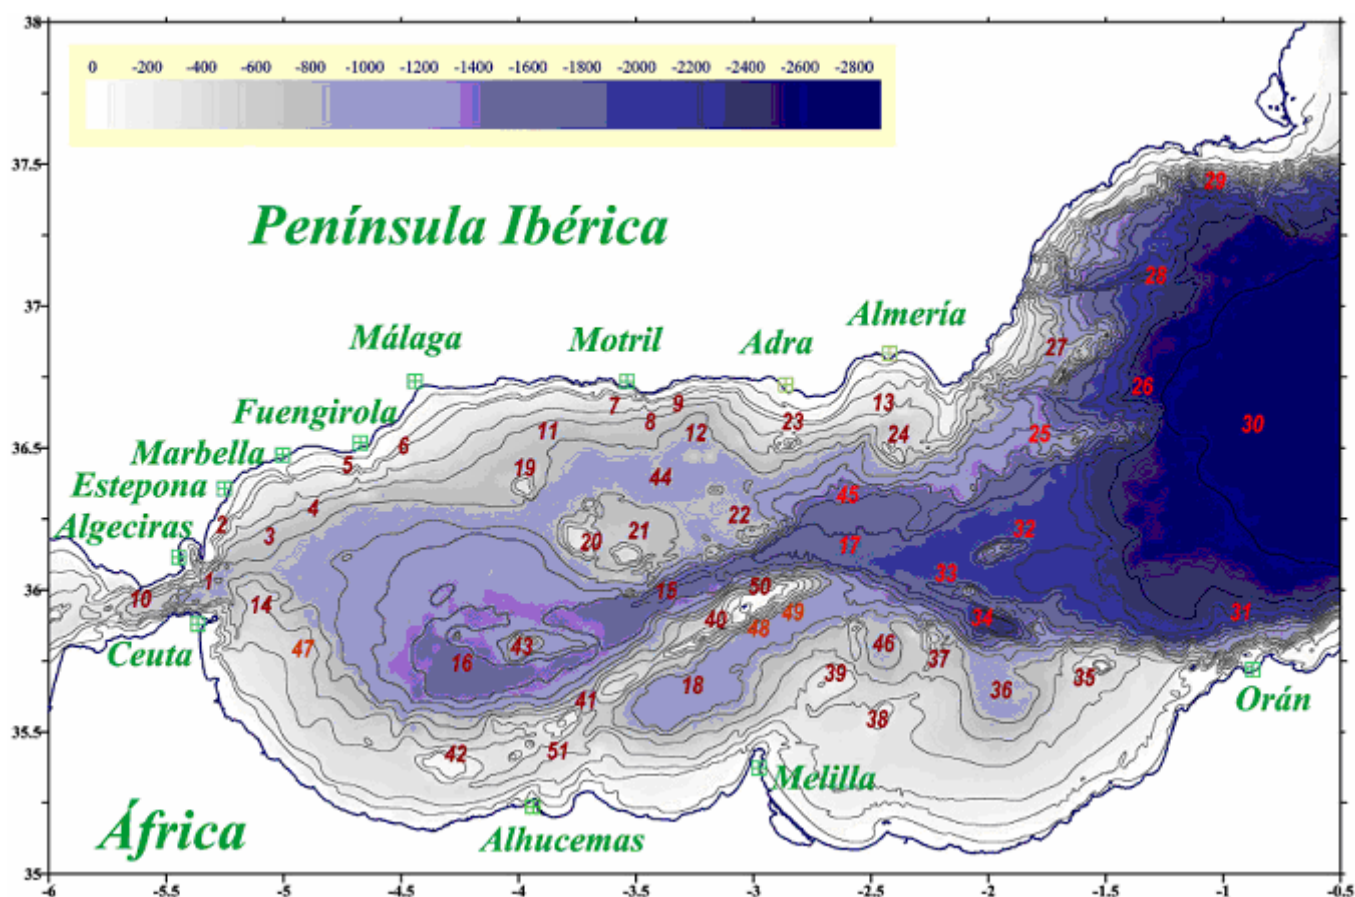 38
0 -200 -400 -600 -800 -1000 -1200 -1400 -1600 -1800 -2000 -2200 -2400 -2600 -2800
37.5
29
Península Ibérica
28
37
Almería
Málaga Motril Adra
27
26
Fuengirola
7 9 13
6 11 8 12 23 24 25 30
Marbella
5
19 44
Estepona
4 45
2 21 22 32
Algeciras
3 20 17
36
1 15 33
10 14 50 31
40 49 34
48
Ceuta
47 43 46
16 37
18 39 36 35
41 Orán
38
35.5
42 51
Melilla
África
Alhucemas
35
-6 -5.5 -5 -4.5 -4 -3.5 -3 -2.5 -2 -1.5 -1 -0.5
36.5